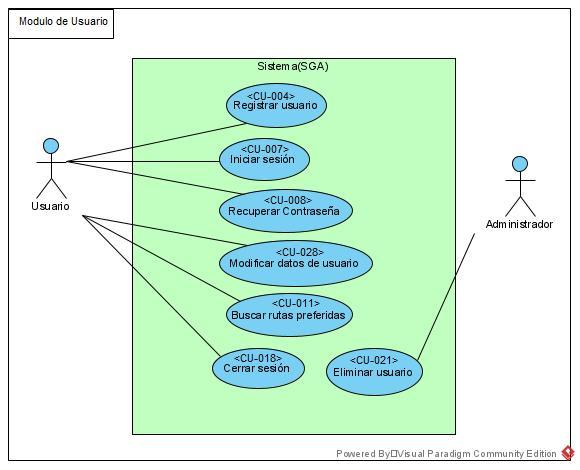 Modulo de Usuario
Sistema(SGA)
<CU-004>
Registrar usuario
<CU-007>
Iniciar sesión
<CU-008>
Recuperar Contraseña
Usuario
Administrador
<CU-028>
Modificar datos de usuario
<CU-011>
Buscar rutas preferidas
<CU-018>
Cerrar sesión
<CU-021>
Eliminar usuario
Powered By□Visual Paradigm Community Edition